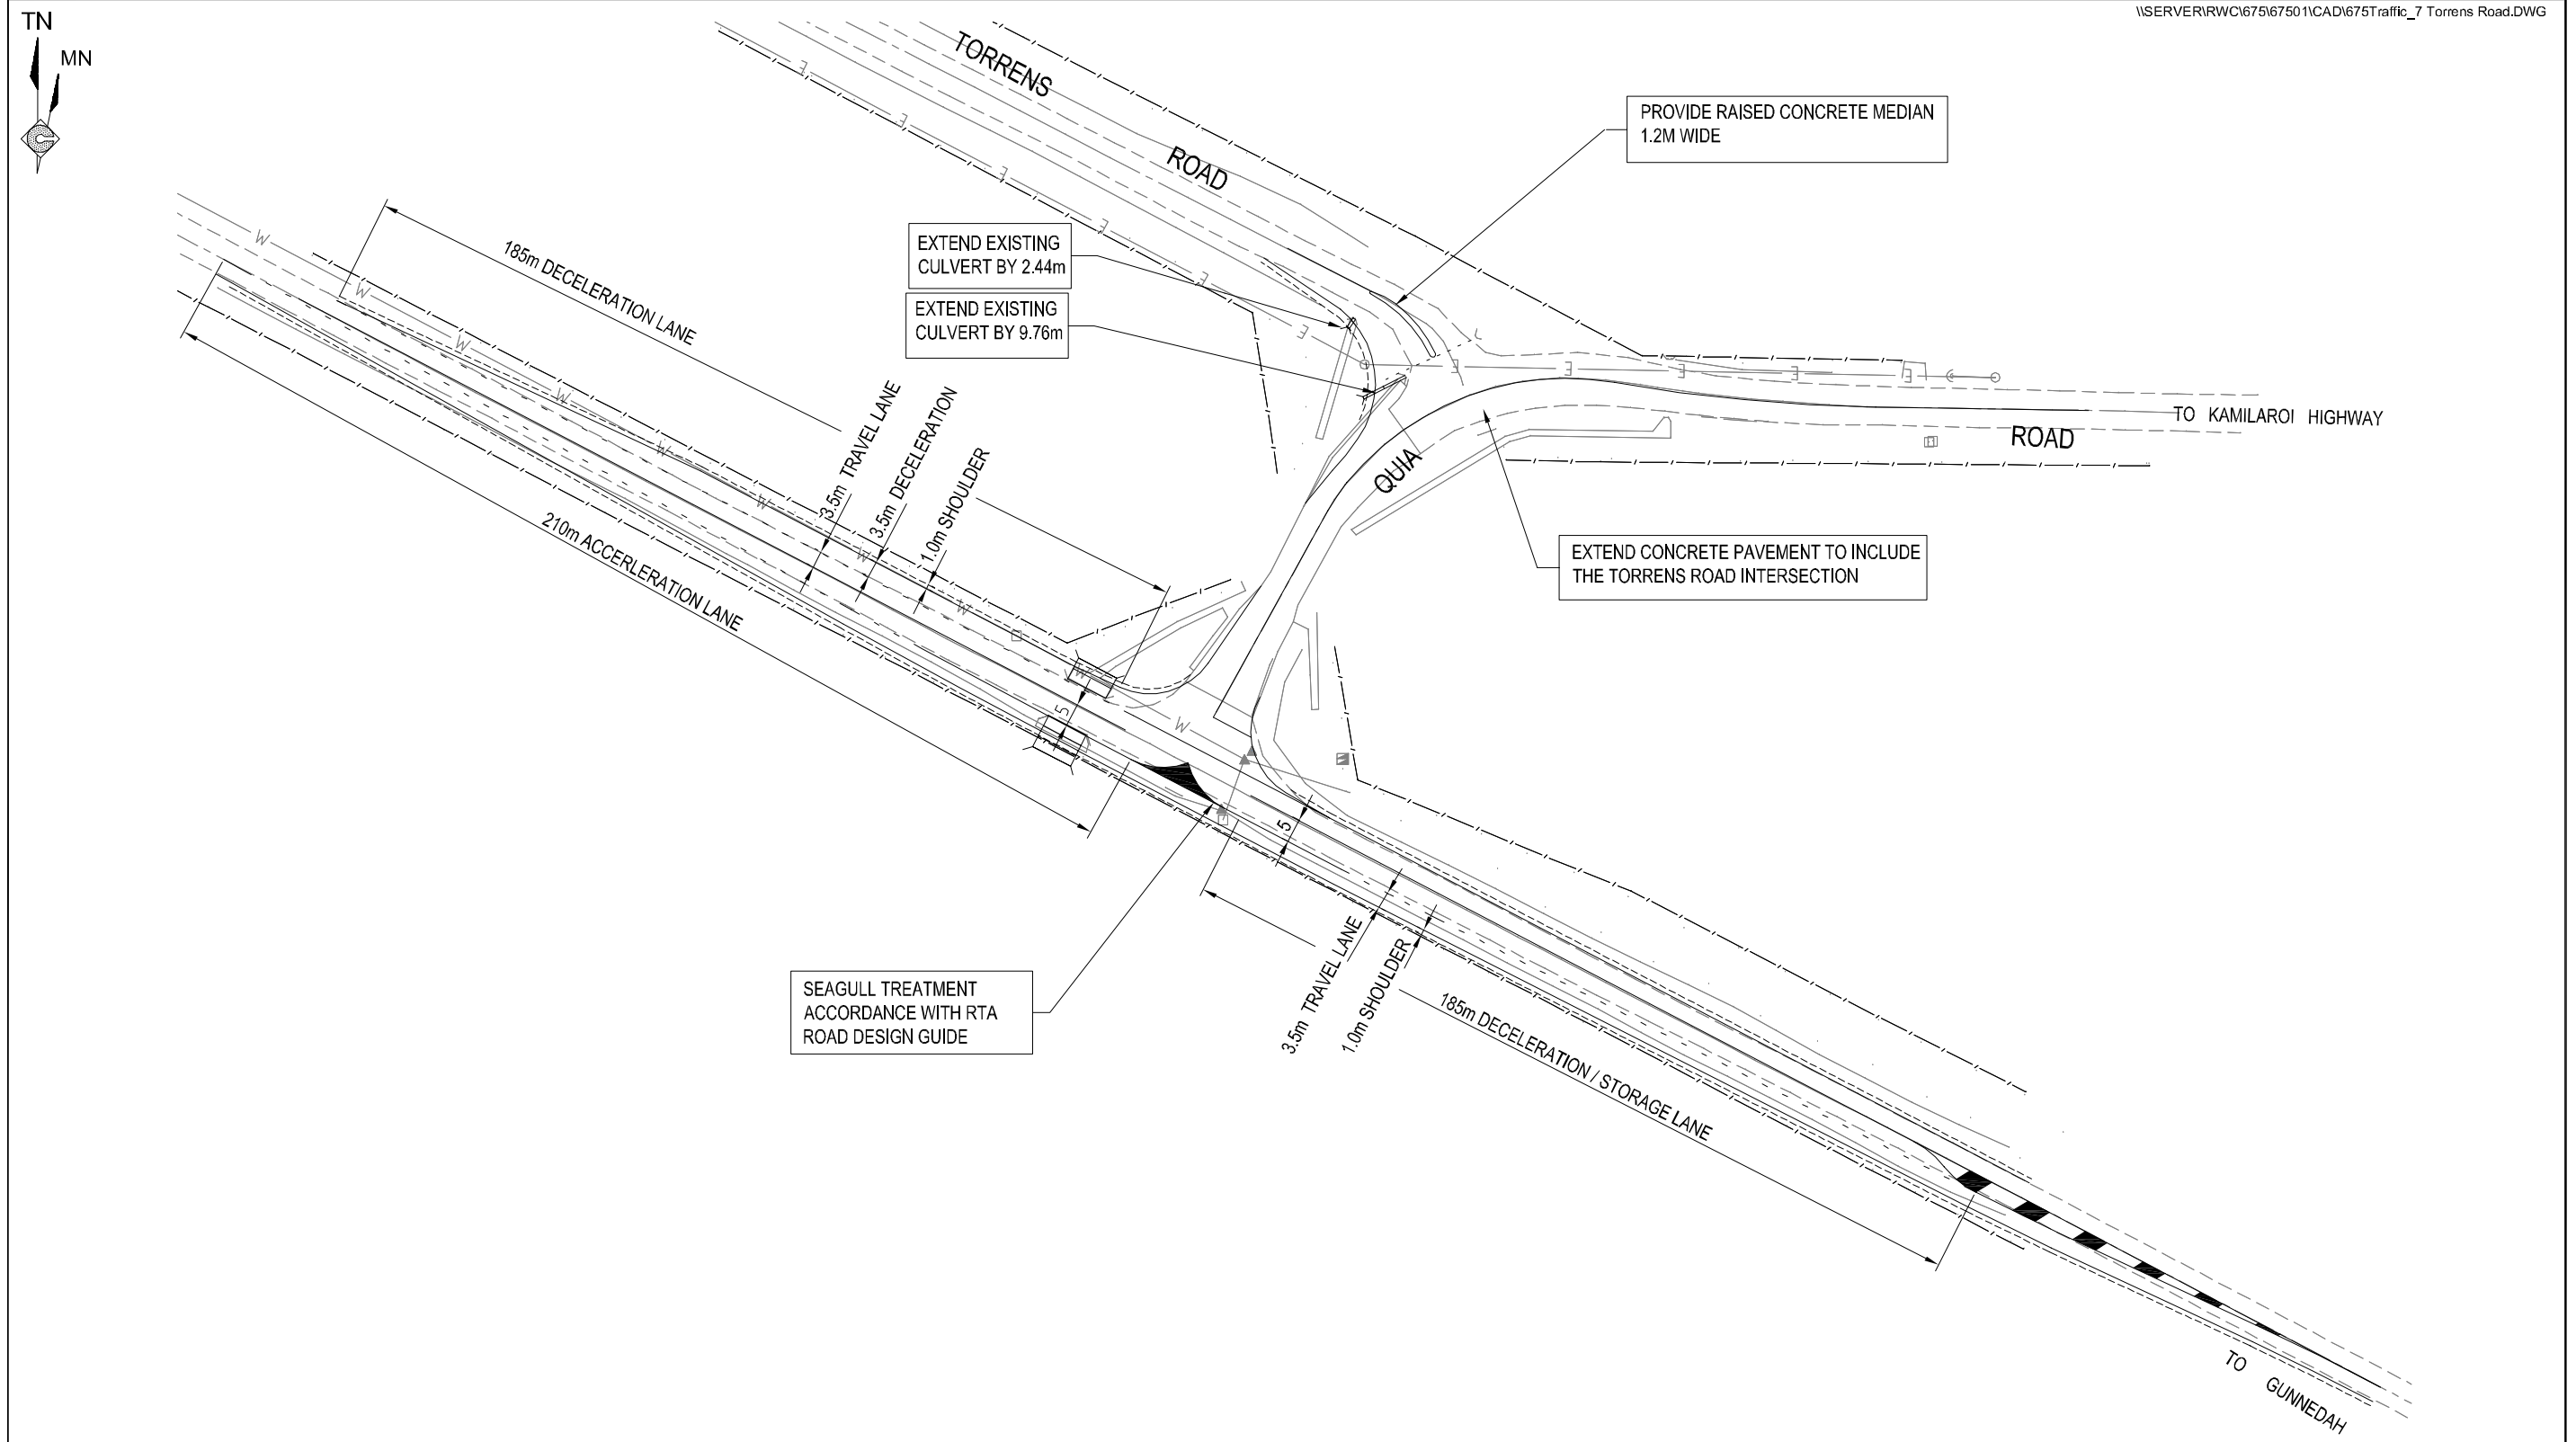 \\SERVER\RWC\675\67501\CAD\675Traffic_7 Torrens Road.DWG
TN
MN
TORRENS
ROAD
PROVIDE RAISED CONCRETE MEDIAN
1.2M WIDE
EXTEND EXISTING
CULVERT BY 2.44m
EXTEND EXISTING
CULVERT BY 9.76m
185m DECELERATION LANE
3.5m TRAVEL LANE
3.5m DECELERATION
1.0m SHOULDER
210m ACCERLERATION LANE
QUIA
ROAD
TO KAMILAROI HIGHWAY
EXTEND CONCRETE PAVEMENT TO INCLUDE
THE TORRENS ROAD INTERSECTION
5
5
SEAGULL TREATMENT
ACCORDANCE WITH RTA
ROAD DESIGN GUIDE
3.5m TRAVEL LANE
1.0m SHOULDER
185m DECELERATION / STORAGE LANE
TO GUNNEDAH
W
W
W
W
W
W
W
W
W
W
E
E
E
E
E
E
E
E
E
E
E